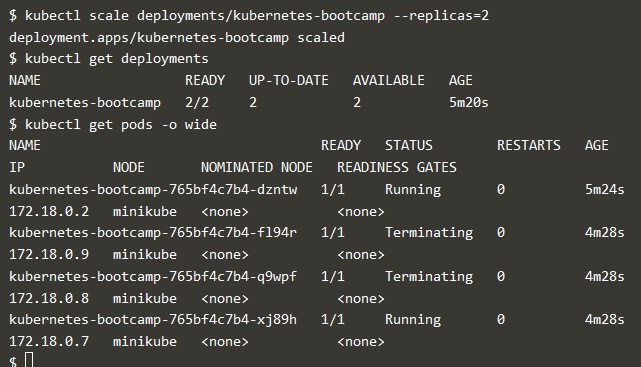 $ kubectl scale deployments/kubernetes-bootcamp --replicas=2
deployment.apps/kubernetes-bootcamp scaled
$ kubectl get deployments
NAME                  READY   UP-TO-DATE   AVAILABLE   AGE
kubernetes-bootcamp   2/2     2            2           5m20s
$ kubectl get pods -o wide
NAME                                   READY   STATUS        RESTARTS   AGE
IP           NODE       NOMINATED NODE   READINESS GATES
kubernetes-bootcamp-765bf4c7b4-dzntw   1/1     Running       0          5m24s
172.18.0.2   minikube   <none>           <none>
kubernetes-bootcamp-765bf4c7b4-fl94r   1/1     Terminating   0          4m28s
172.18.0.9   minikube   <none>           <none>
kubernetes-bootcamp-765bf4c7b4-q9wpf   1/1     Terminating   0          4m28s
172.18.0.8   minikube   <none>           <none>
kubernetes-bootcamp-765bf4c7b4-xj89h   1/1     Running       0          4m28s
172.18.0.7   minikube   <none>           <none>
$